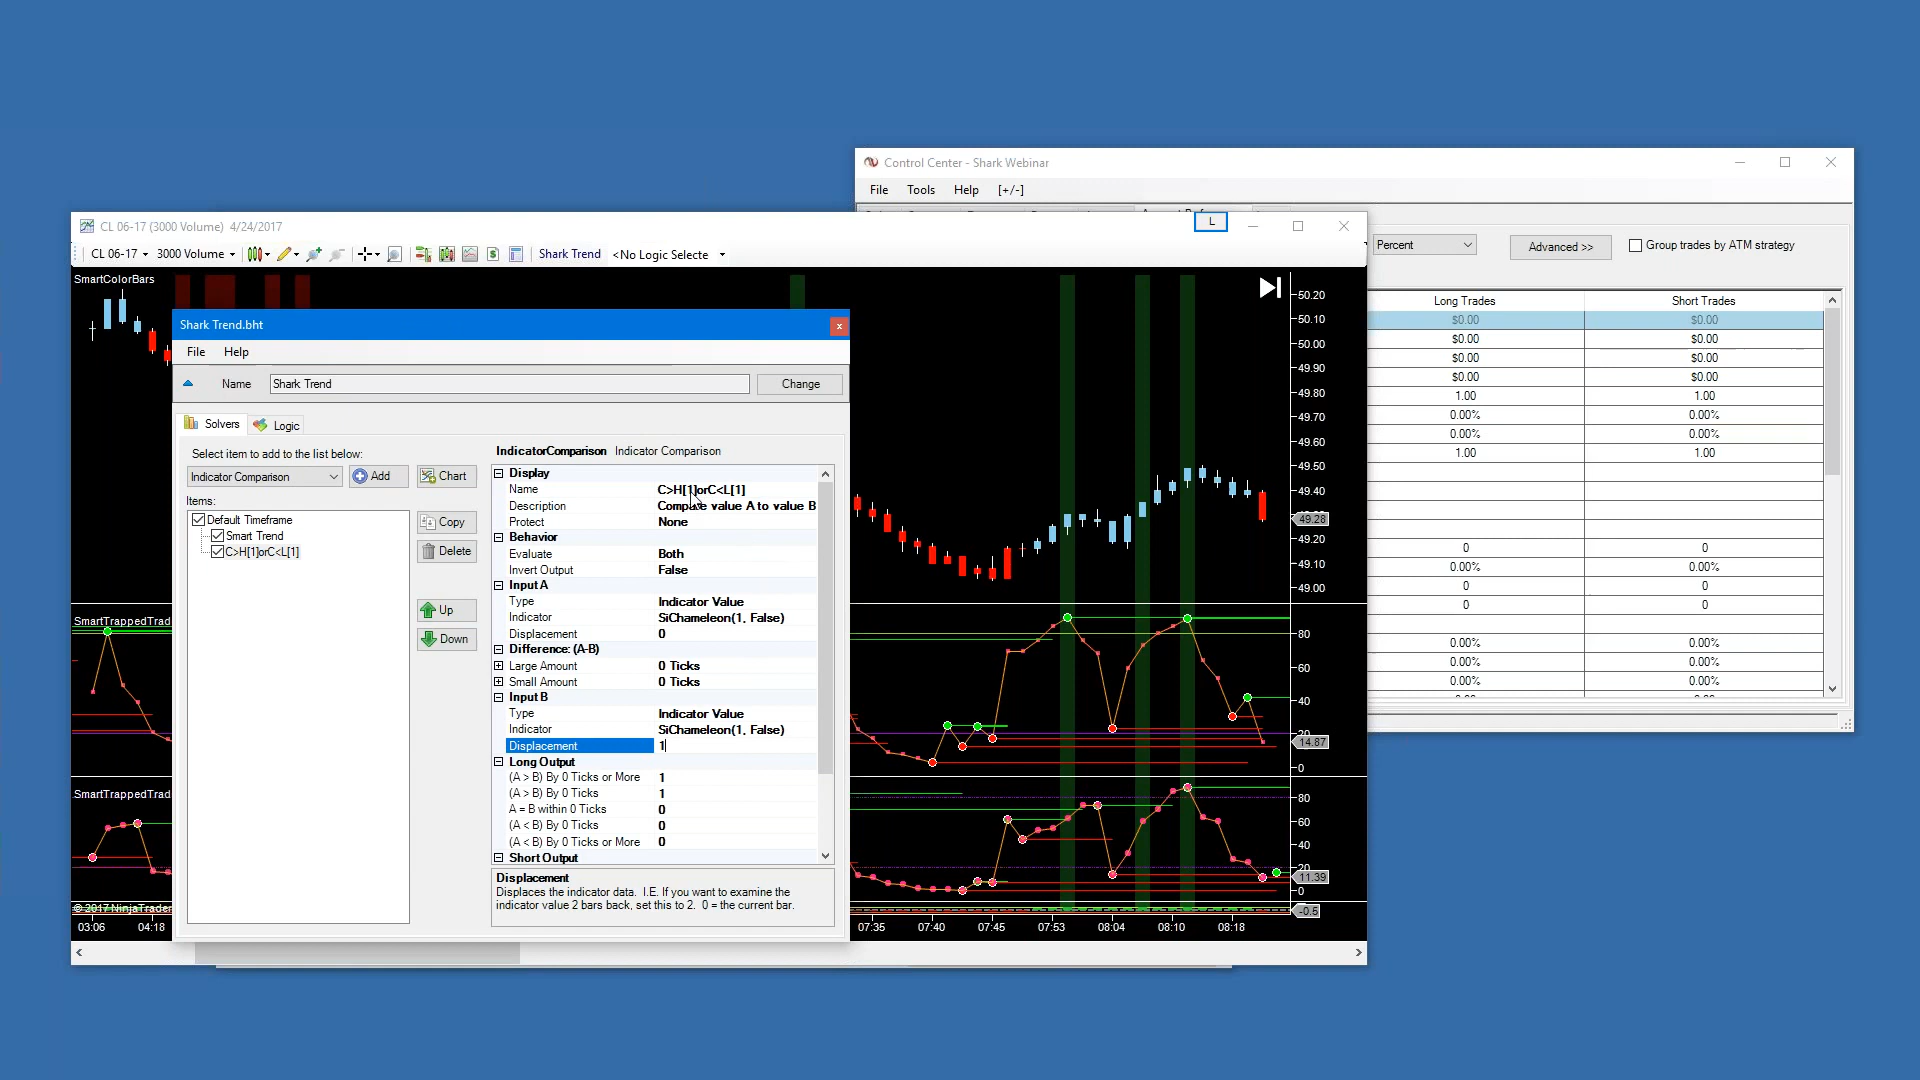 Control Center - Shark Webinar
File Tools Help [+/-]
CL 06-17 (3000 Volume) 4/24/2017
L
CL 06-17 3000 Volume Shark Trend <No Logic Selecte
Percent Advanced >> Group trades by ATM strategy
SmartColorBars
Long Trades Short Trades
$0.00 $0.00
$0.00 $0.00
$0.00 $0.00
$0.00 $0.00
1.00 1.00
0.00% 0.00%
0.00% 0.00%
1.00 1.00
0 0
0.00% 0.00%
0 0
0 0
0.00% 0.00%
0.00% 0.00%
0.00% 0.00%
Shark Trend.bht
x
File Help
Name Shark Trend Change
Solvers Logic
Select item to add to the list below:
Indicator Comparison Add Chart
Items:
Default Timeframe
Smart Trend
C>H[1]orC<L[1]
Copy
Delete
Up
Down
IndicatorComparison Indicator Comparison
Display
Name C>H[1]orC<L[1]
Description value A to value B
Protect None
Behavior
Evaluate Both
Invert Output False
Input A
Type Indicator Value
Indicator SiChameleon(1, False)
Displacement 0
Difference: (A-B)
Large Amount 0 Ticks
Small Amount 0 Ticks
Input B
Type Indicator Value
Indicator SiChameleon(1, False)
Displacement 1
Long Output
(A > B) By 0 Ticks or More 1
(A > B) By 0 Ticks 1
A = B within 0 Ticks 0
(A < B) By 0 Ticks 0
(A < B) By 0 Ticks or More 0
Short Output
Displacement
Displaces the indicator data. I.E. If you want to examine the
indicator value 2 bars back, set this to 2. 0 = the current bar.
50.20
50.10
50.00
49.90
49.80
49.70
49.60
49.50
49.40
49.28
49.20
49.10
49.00
SmartTrappedTrad
80
60
40
20
14.87
0
SmartTrappedTrad
80
60
40
20
11.39
0
-0.5
© 2017 NinjaTrader
03:06 04:18 07:35 07:40 07:45 07:53 08:04 08:10 08:18